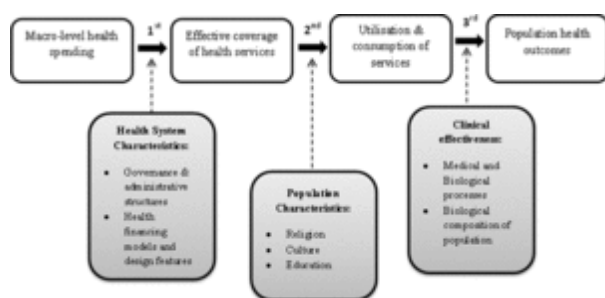 Macro-level health
spending
1st
Effective coverage
of health services
2nd
Utilisation &
consumption of
services
3rd
Population health
outcomes
Health System
Characteristics:
• Governance &
administrative
structures
• Health
financing
models and
design features
Population
Characteristics:
• Religion
• Culture
• Education
Clinical
effectiveness:
• Medical and
Biological
processes
• Biological
composition of
population